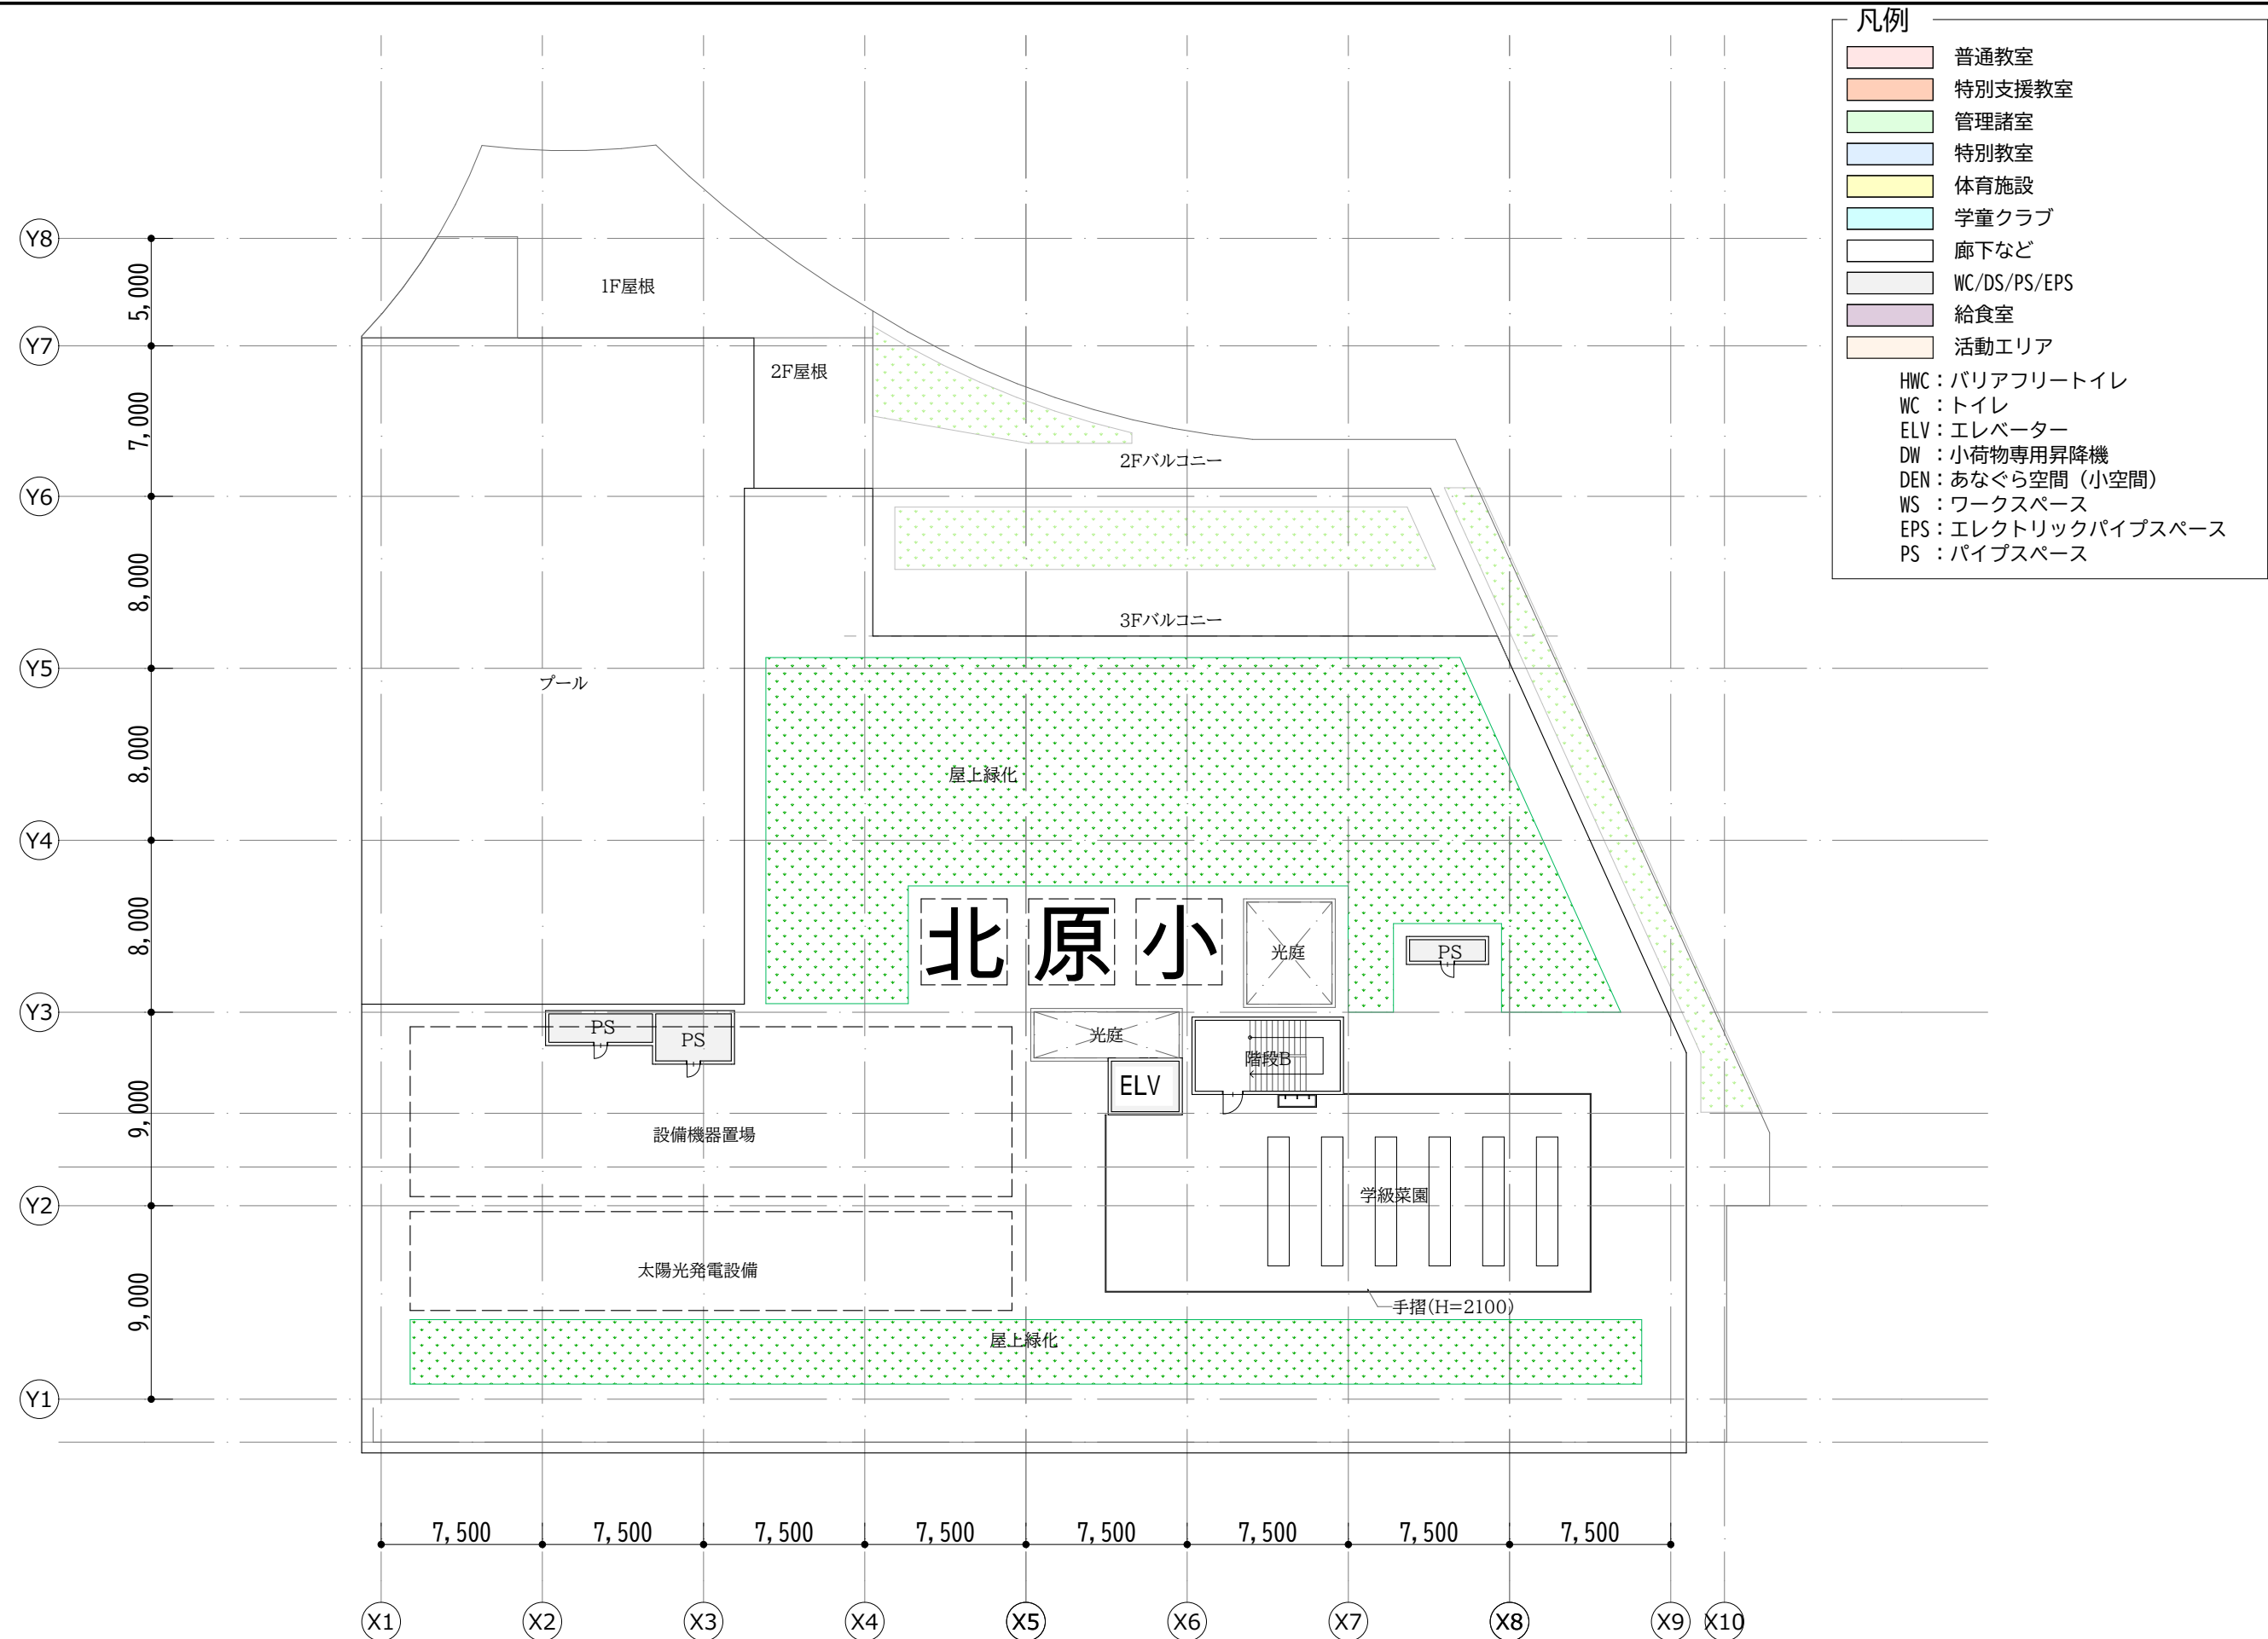 凡例
普通教室
特別支援教室
管理諸室
特別教室
体育施設
学童クラブ
廊下など
WC/DS/PS/EPS
給食室
活動エリア
HWC：バリアフリートイレ
WC ：トイレ
ELV：エレベーター
DW ：小荷物専用昇降機
DEN：あなぐら空間（小空間）
WS ：ワークスペース
EPS：エレクトリックパイプスペース
PS ：パイプスペース
Y8
5,000
1F屋根
Y7
2F屋根
7,000
2Fバルコニー
Y6
8,000
3Fバルコニー
Y5
プール
8,000
屋上緑化
Y4
8,000
北 原 小
光庭
PS
Y3
PS
PS
光庭
階段B
ELV
9,000
設備機器置場
学級菜園
Y2
太陽光発電設備
9,000
手摺(H=2100)
屋上緑化
Y1
7,500 7,500 7,500 7,500 7,500 7,500 7,500 7,500
X1 X2 X3 X4 X5 X6 X7 X8 X9 X10